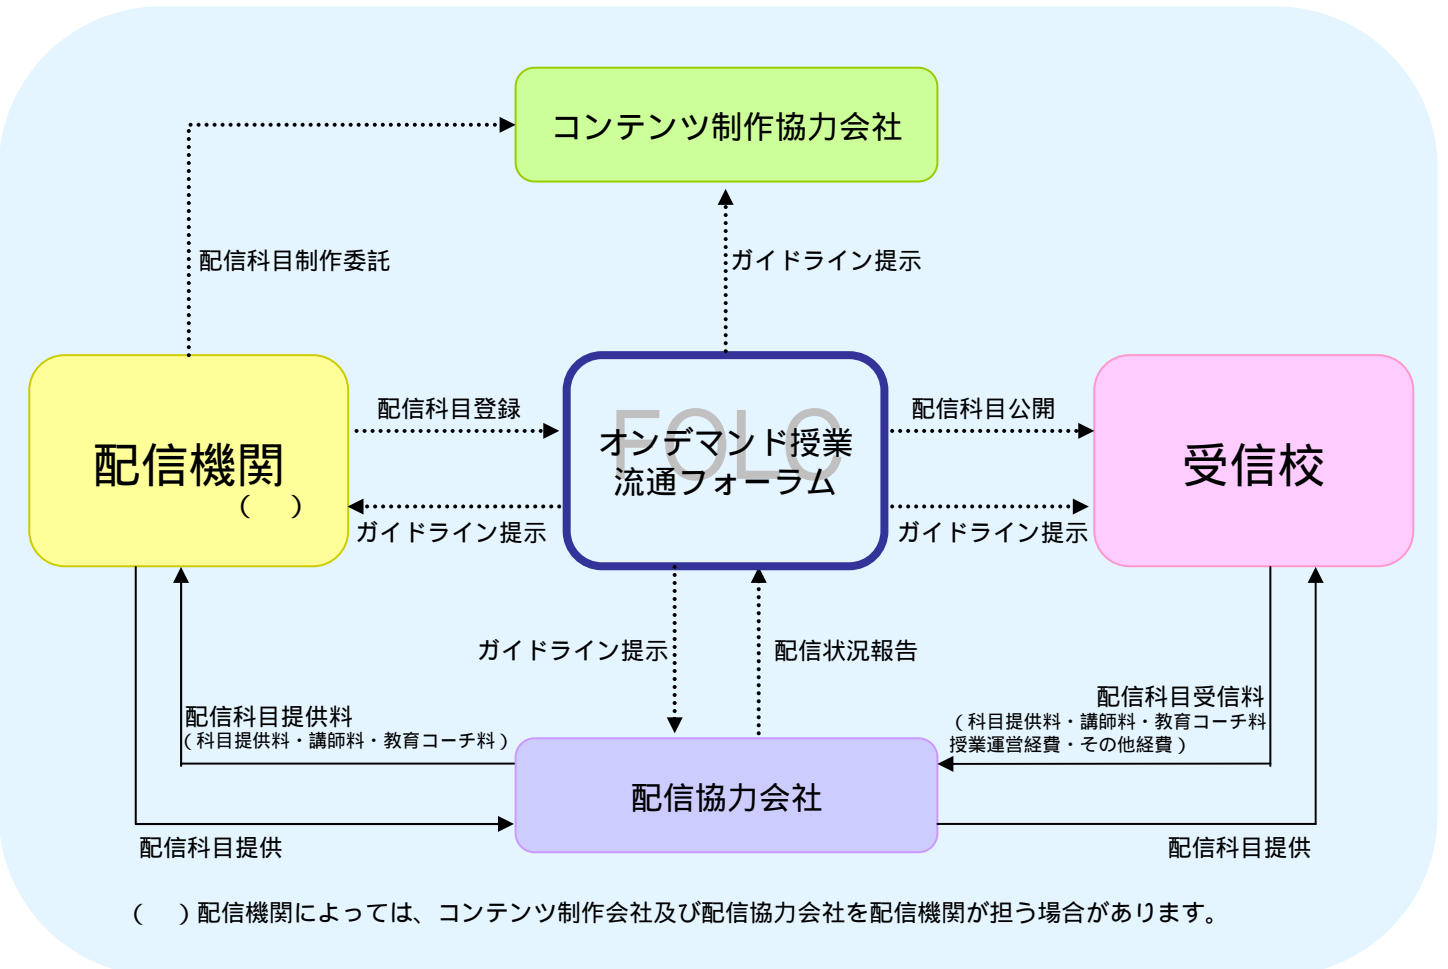 コンテンツ制作協力会社
配信科目制作委託
ガイドライン提示
配信科目登録
配信科目公開
FOLC
オンデマンド授業
流通フォーラム
配信機関
(　)
受信校
ガイドライン提示
ガイドライン提示
ガイドライン提示
配信状況報告
配信科目提供料
(科目提供料・講師料・教育コーチ料)
配信科目受信料
(科目提供料・講師料・教育コーチ料
授業運営経費・その他経費)
配信協力会社
配信科目提供
配信科目提供
(　)配信機関によっては、コンテンツ制作会社及び配信協力会社を配信機関が担う場合があります。